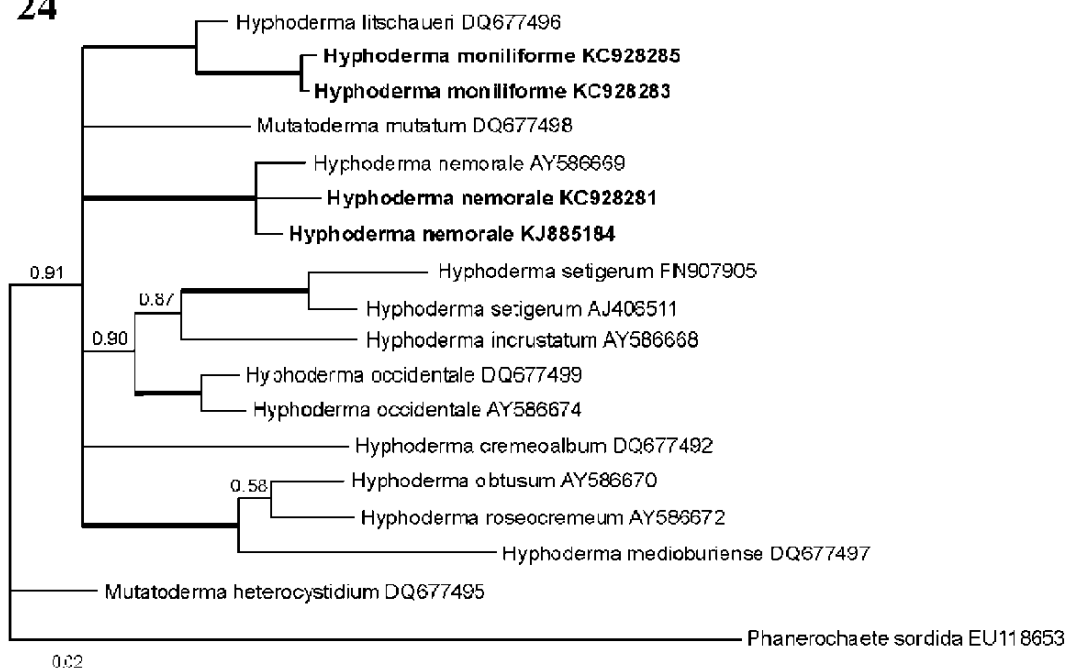 24
Hyphoderma litschaueri DQ677496
Hyphoderma moniliforme KC928285
Hyphoderma moniliforme KC928283
Mutatoderma mutatum DQ677498
Hyphoderma nemorale AY586669
Hyphoderma nemorale KC928281
Hyphoderma nemorale KJ885184
Hyphoderma setigerum FN907905
0.91
0.87
Hyphoderma setigerum AJ406511
0.90
Hyphoderma incrustatum AY586668
Hyphoderma occidentale DQ677499
Hyphoderma occidentale AY586674
Hyphoderma cremeoalbum DQ677492
0.58
Hyphoderma obtusum AY586670
Hyphoderma roseocremeum AY586672
Hyphoderma medioburiense DQ677497
Mutatoderma heterocystidium DQ677495
Phanerochaete sordida EU118653
0.02